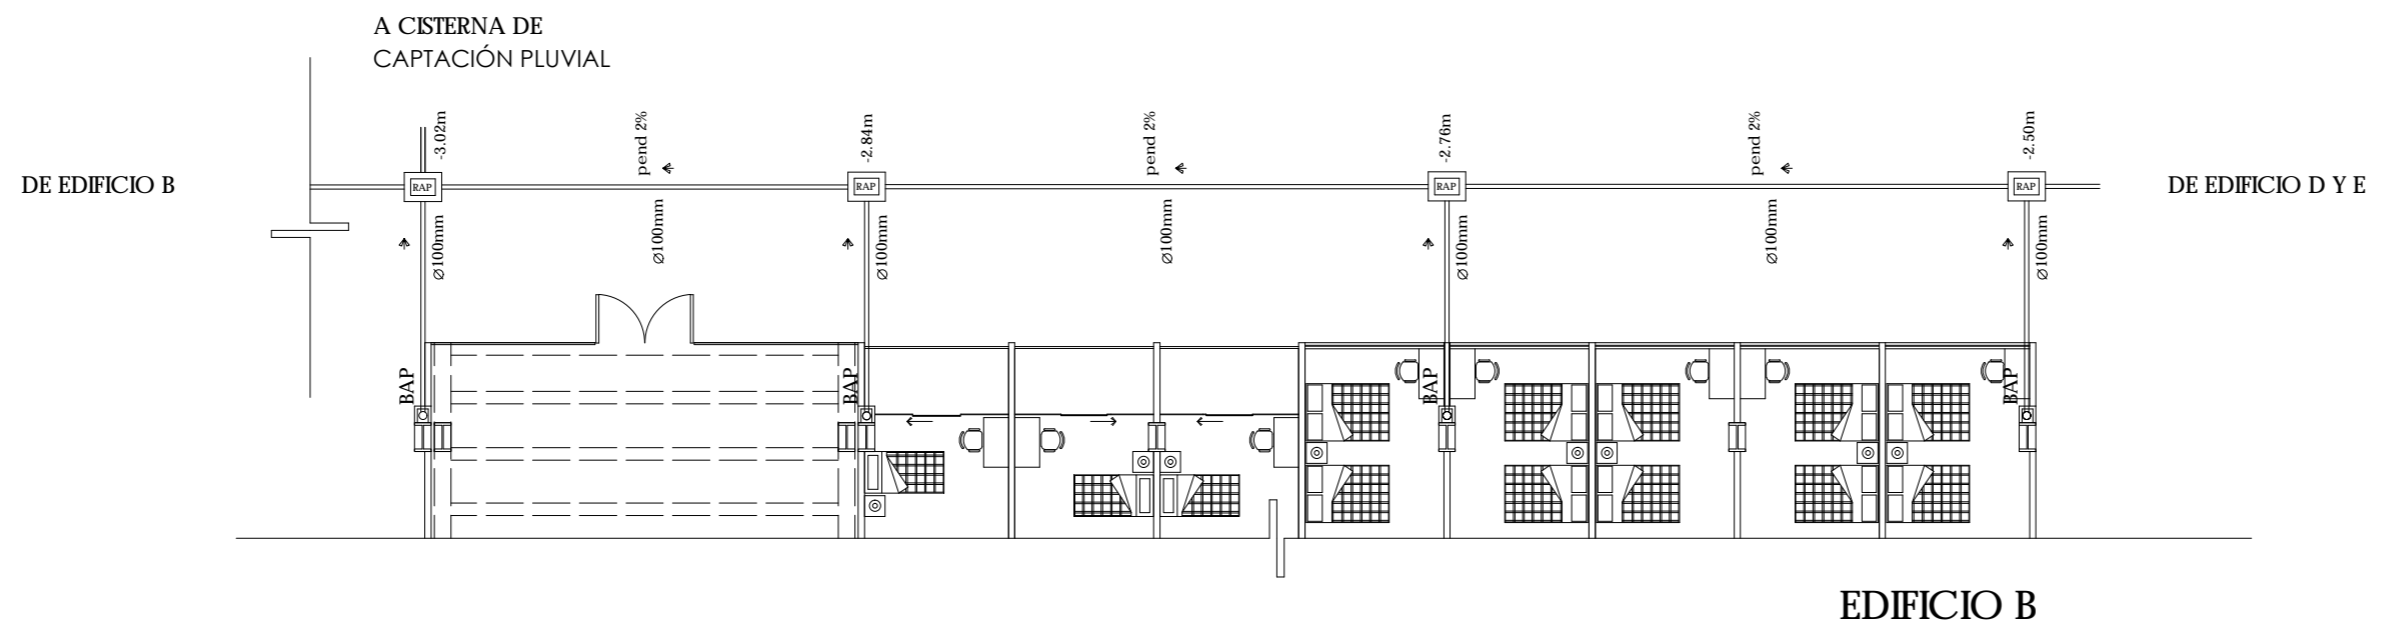 A CISTERNA DE
CAPTACIÓN PLUVIAL
-3.02m
pend 2%
-2.84m
pend 2%
-2.76m
pend 2%
-2.50m
DE EDIFICIO B
RAP
RAP
RAP
RAP
DE EDIFICIO D Y E
Ø100mm
Ø100mm
Ø100mm
Ø100mm
Ø100mm
Ø100mm
Ø100mm
BAP
BAP
BAP
BAP
EDIFICIO B